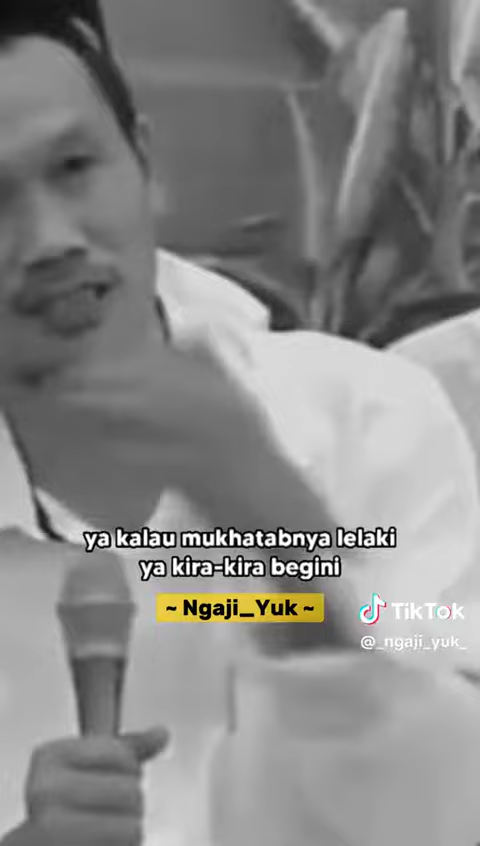 ya kalau mukhatabnya lelaki
ya kira-kira begini
~ Ngaji_Yuk ~
TikTok
@_ngaji_yuk_